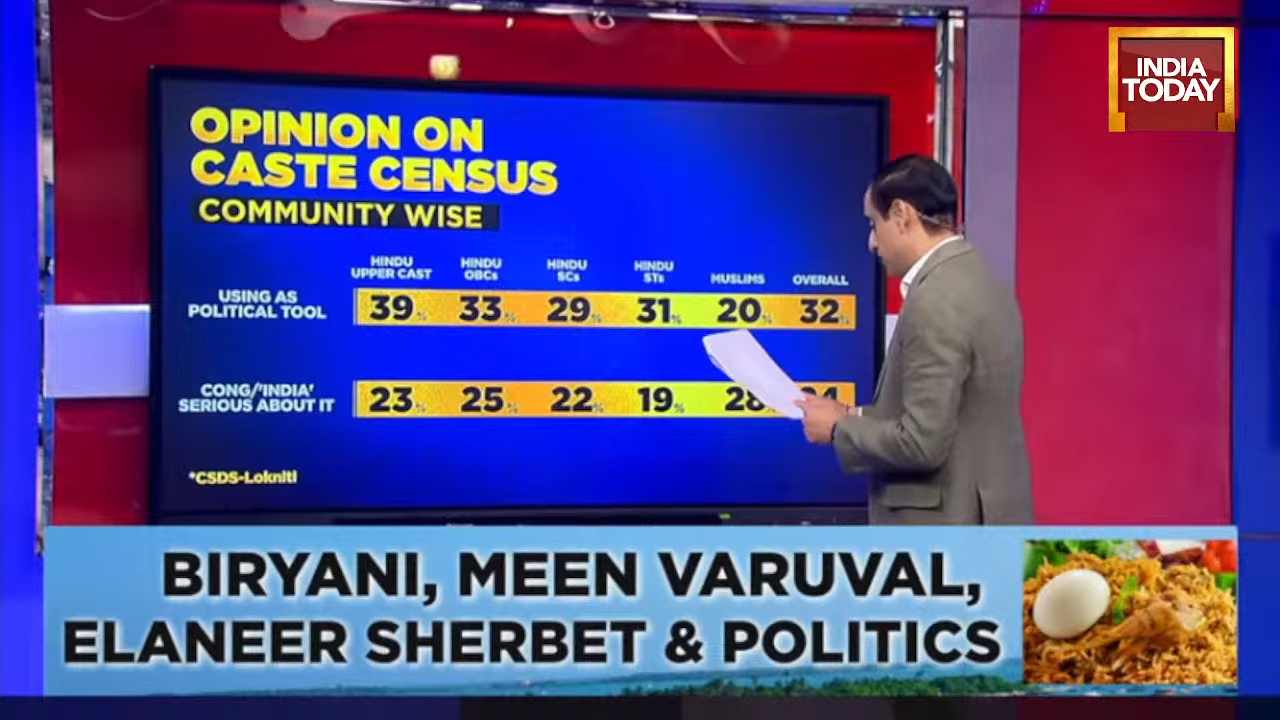 INDIA
TODAY
OPINION ON
CASTE CENSUS
COMMUNITY WISE
HINDU UPPER CAST HINDU OBCs HINDU SCs HINDU STs MUSLIMS OVERALL
USING AS
POLITICAL TOOL
39% 33% 29% 31% 20% 32%
CONG/'INDIA'
SERIOUS ABOUT IT
23% 25% 22% 19% 28
*CSDS-Lokniti
BIRYANI, MEEN VARUVAL,
ELANEER SHERBET & POLITICS